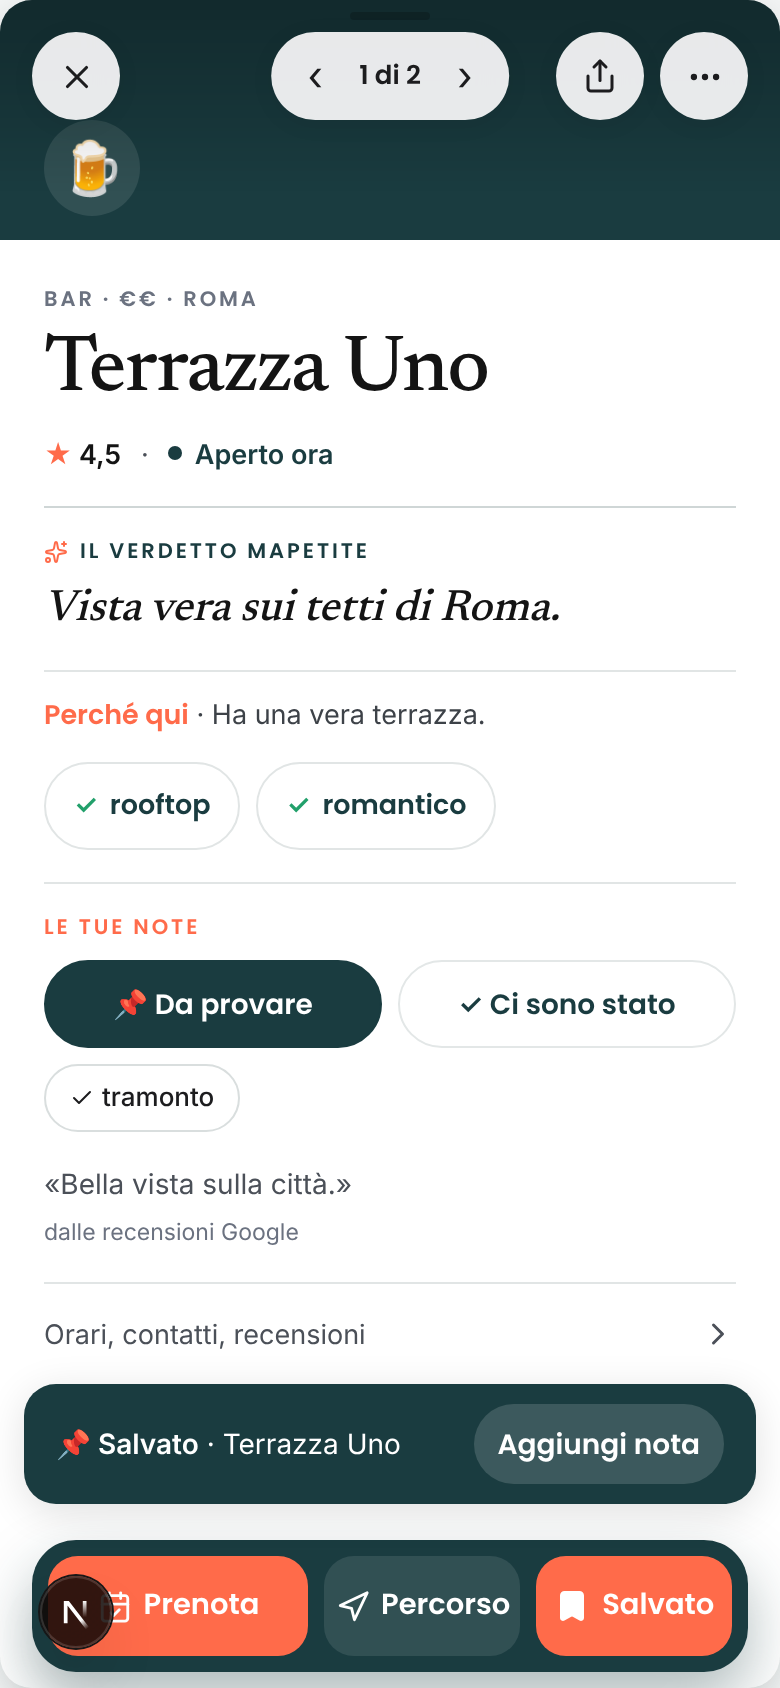 1 di 2
BAR · €€ · ROMA
Terrazza Uno
★ 4,5 · Aperto ora
IL VERDETTO MAPETITE
Vista vera sui tetti di Roma.
Perché qui · Ha una vera terrazza.
✓ rooftop ✓ romantico
LE TUE NOTE
📌 Da provare ✓ Ci sono stato
✓ tramonto
«Bella vista sulla città.»
dalle recensioni Google
Orari, contatti, recensioni
📌 Salvato · Terrazza Uno Aggiungi nota
N Prenota Percorso Salvato